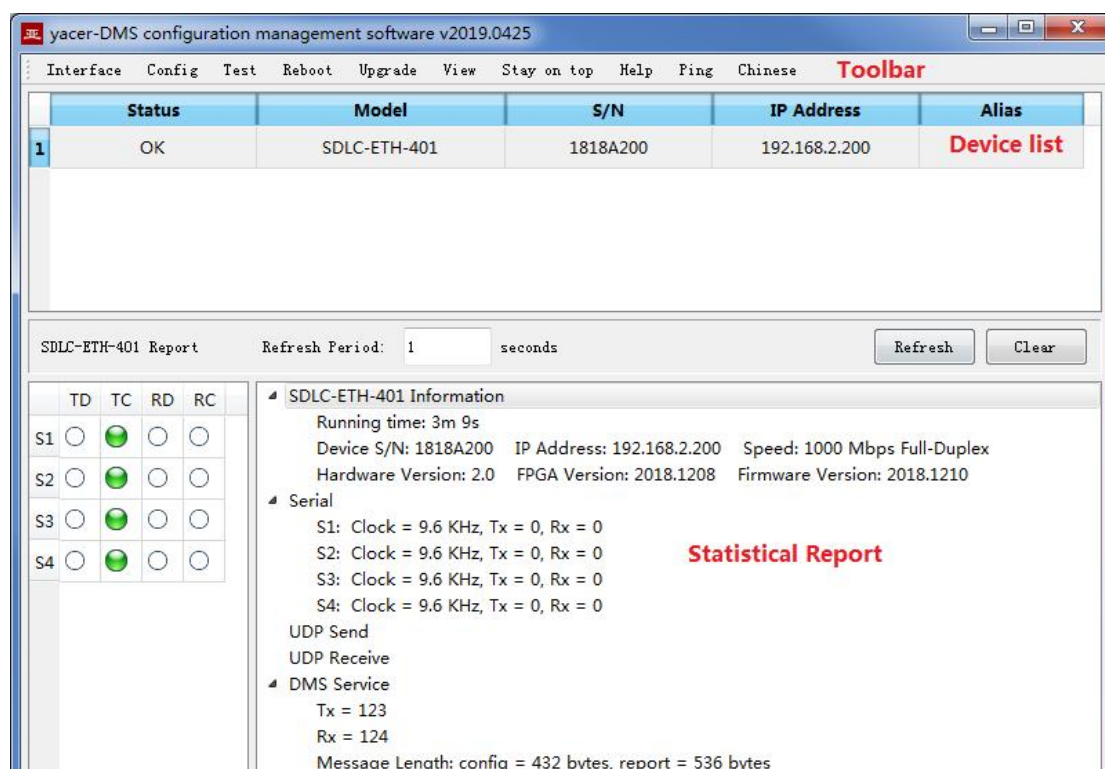 亚 yacer-DMS configuration management software v2019.0425
Interface Config Test Reboot Upgrade View Stay on top Help Ping Chinese Toolbar
Status Model S/N IP Address Alias
1 OK SDLC-ETH-401 1818A200 192.168.2.200 Device list
SDLC-ETH-401 Report Refresh Period: 1 seconds Refresh Clear
TD TC RD RC
S1
S2
S3
S4
SDLC-ETH-401 Information
Running time: 3m 9s
Device S/N: 1818A200 IP Address: 192.168.2.200 Speed: 1000 Mbps Full-Duplex
Hardware Version: 2.0 FPGA Version: 2018.1208 Firmware Version: 2018.1210
Serial
S1: Clock = 9.6 KHz, Tx = 0, Rx = 0
S2: Clock = 9.6 KHz, Tx = 0, Rx = 0
Statistical Report
S3: Clock = 9.6 KHz, Tx = 0, Rx = 0
S4: Clock = 9.6 KHz, Tx = 0, Rx = 0
UDP Send
UDP Receive
DMS Service
Tx = 123
Rx = 124
Message Length: config = 432 bytes, report = 536 bytes